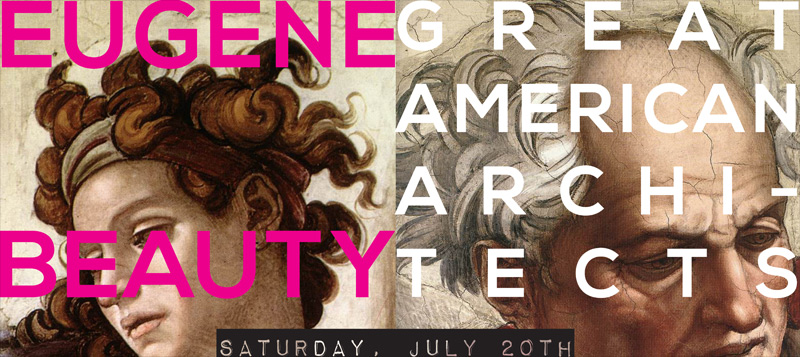 EUGENE
BEAUTY
GREAT
AMERICAN
ARCHI-
TECTS
SATURDAY, JULY 20TH